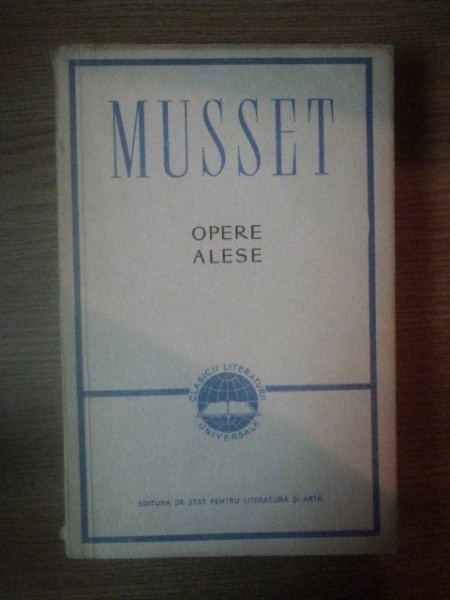 MUSSET
OPERE
ALESE
CLASICII LITERATURII
UNIVERSALE
EDITURA DE STAT PENTRU LITERATURĂ ȘI ARTĂ